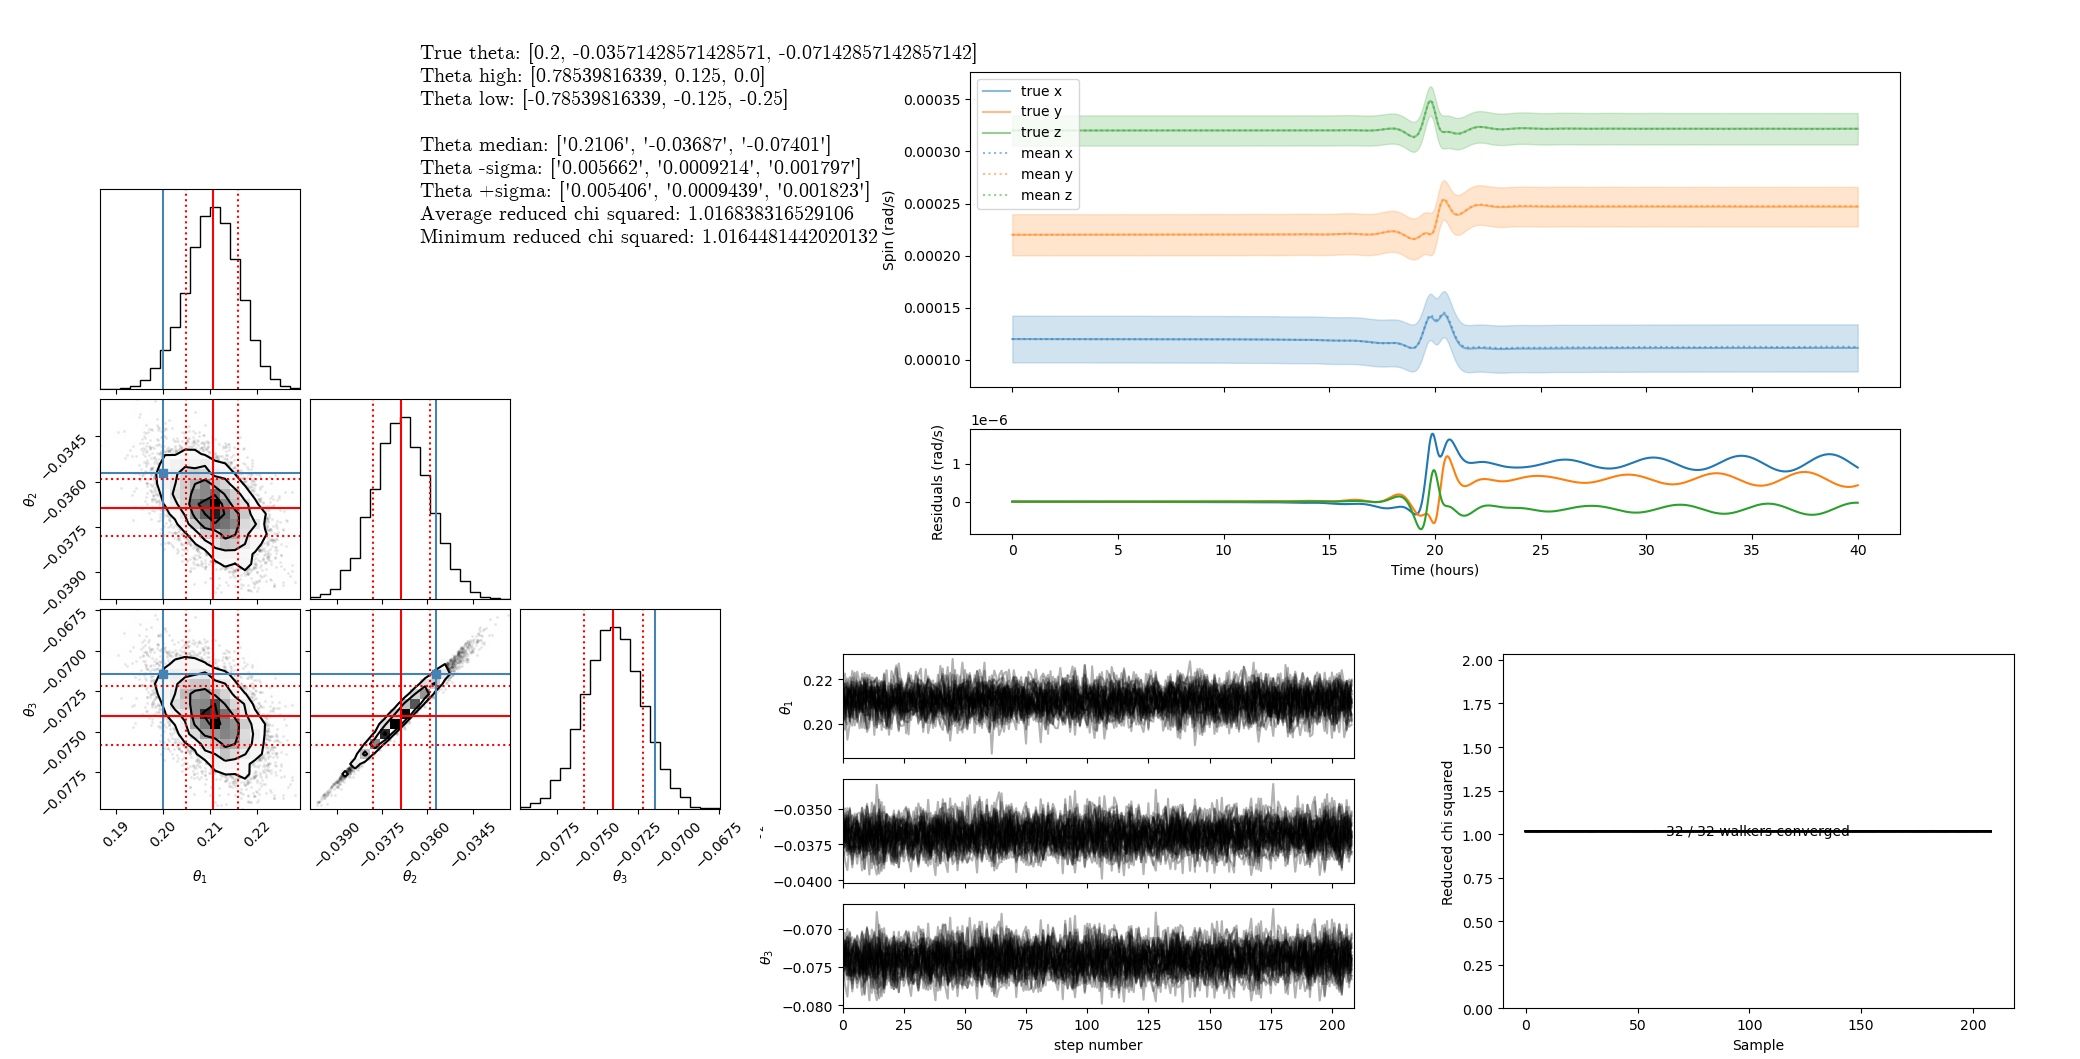 True theta: [0.2, -0.03571428571428571, -0.07142857142857142]
Theta high: [0.78539816339, 0.125, 0.0]
Theta low: [-0.78539816339, -0.125, -0.25]
Theta median: ['0.2106', '-0.03687', '-0.07401']
Theta -sigma: ['0.005662', '0.0009214', '0.001797']
Theta +sigma: ['0.005406', '0.0009439', '0.001823']
Average reduced chi squared: 1.016838316529106
Minimum reduced chi squared: 1.0164481442020132
true x
true y
true z
mean x
mean y
mean z
Spin (rad/s)
0.00035
0.00030
0.00025
0.00020
0.00015
0.00010
1e−6
Residuals (rad/s)
1
0
0 5 10 15 20 25 30 35 40
Time (hours)
θ2
−0.0345
−0.0360
−0.0375
−0.0390
θ3
−0.0675
−0.0700
−0.0725
−0.0750
−0.0775
0.19 0.20 0.21 0.22
θ1
−0.0390 −0.0375 −0.0360 −0.0345
θ2
−0.0775 −0.0750 −0.0725 −0.0700 −0.0675
θ3
θ1
0.22
0.20
−0.0350
−0.0375
−0.0400
θ3
−0.070
−0.075
−0.080
0 25 50 75 100 125 150 175 200
step number
Reduced chi squared
2.00
1.75
1.50
1.25
1.00
0.75
0.50
0.25
0.00
32 / 32 walkers converged
0 50 100 150 200
Sample